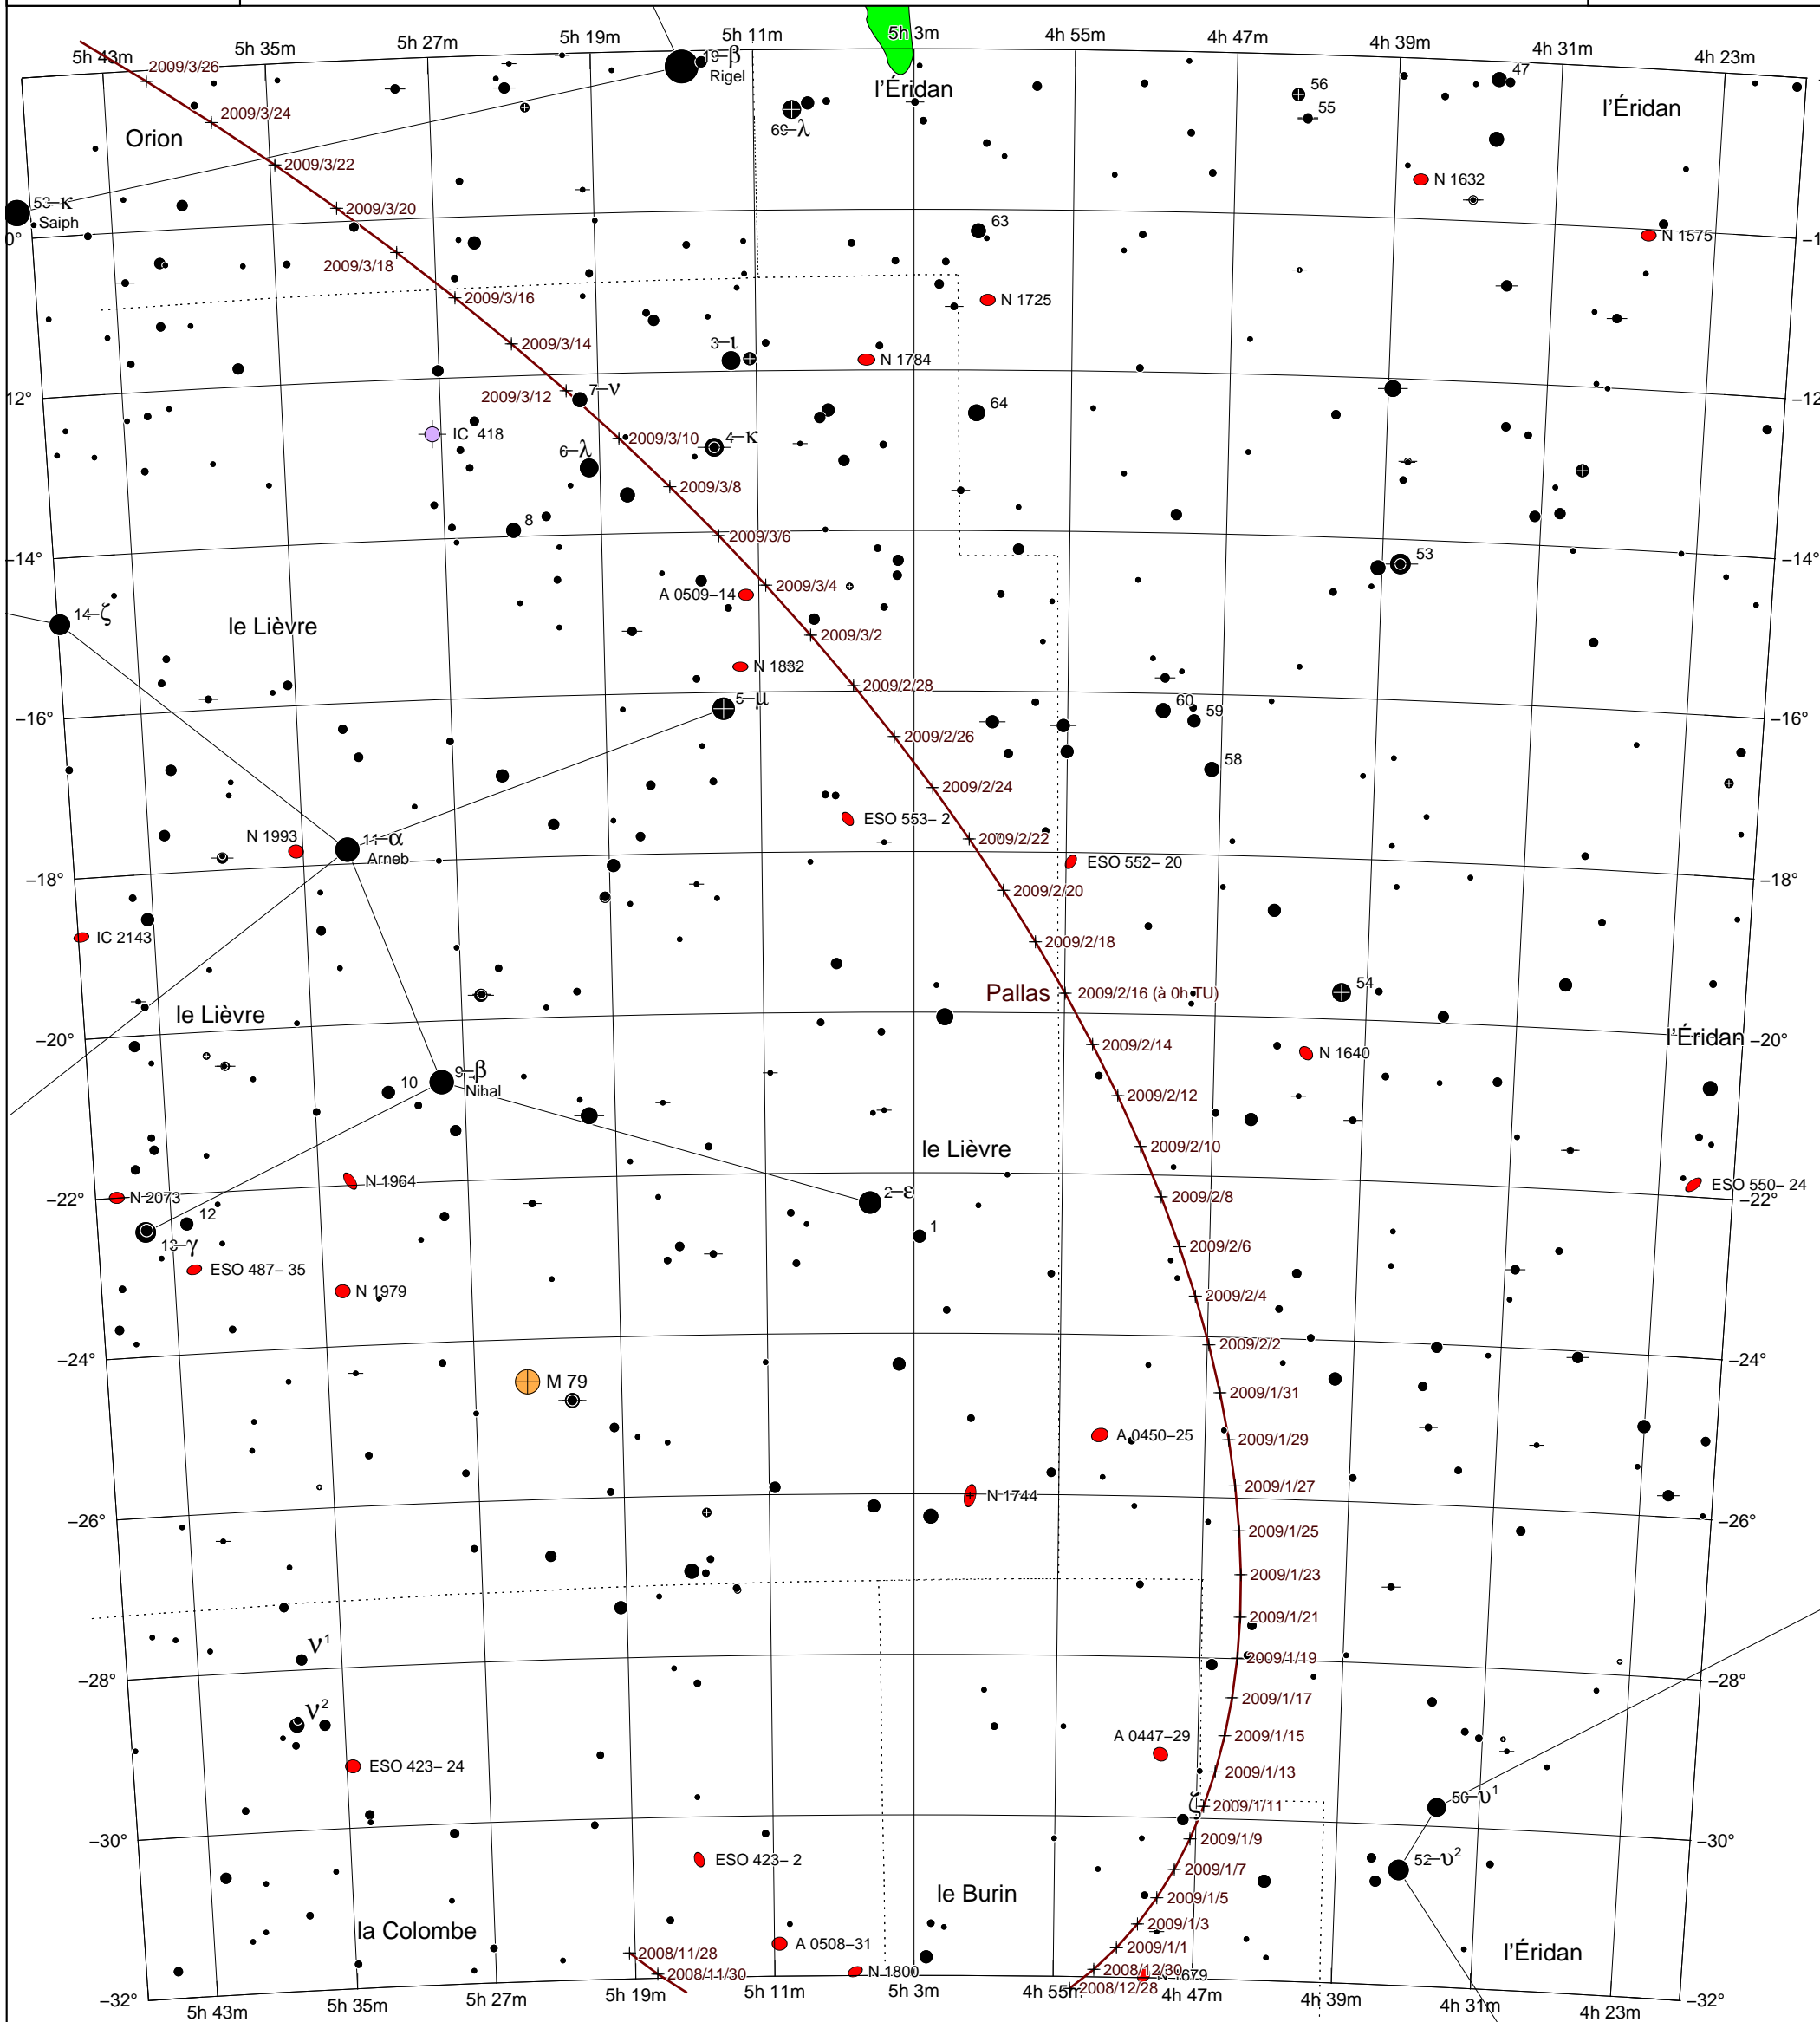 5h 43m 5h 35m 5h 27m 5h 19m 5h 11m 5h 3m 4h 55m 4h 47m 4h 39m 4h 31m 4h 23m
2009/3/26
19–β
Rigel
l’Éridan
69–λ
56
55
47
l’Éridan
2009/3/24
Orion
2009/3/22
N 1632
53–κ
Saiph
2009/3/20
63
N 1575
0°
2009/3/18
2009/3/16
N 1725
2009/3/14
3–ι
N 1784
–12°
2009/3/12
7–ν
64
IC 418
2009/3/10
4–κ
6–λ
2009/3/8
8
2009/3/6
53
–14°
–14°
A 0509–14
2009/3/4
14–ζ
le Lièvre
2009/3/2
N 1832
2009/2/28
5–μ
60
59
–16°
–16°
2009/2/26
58
2009/2/24
ESO 553– 2
N 1993
11–α
Arneb
2009/2/22
ESO 552– 20
–18°
–18°
2009/2/20
IC 2143
2009/2/18
Pallas
2009/2/16 (à 0h TU)
54
le Lièvre
–20°
l’Éridan
–20°
2009/2/14
N 1640
10
9–β
Nihal
2009/2/12
2009/2/10
le Lièvre
N 1964
ESO 550– 24
–22°
N 2073
2–ε
2009/2/8
–22°
12
13–γ
1
2009/2/6
ESO 487– 35
N 1979
2009/2/4
2009/2/2
–24°
–24°
M 79
2009/1/31
A 0450–25
2009/1/29
2009/1/27
N 1744
–26°
–26°
2009/1/25
2009/1/23
2009/1/21
ν1
2009/1/19
–28°
–28°
2009/1/17
ν2
A 0447–29
2009/1/15
ESO 423– 24
2009/1/13
ζ
2009/1/11
50–υ1
–30°
2009/1/9
–30°
ESO 423– 2
2009/1/7
52–υ2
le Burin
2009/1/5
la Colombe
2009/1/3
A 0508–31
2009/1/1
l’Éridan
2008/11/28
2008/11/30
N 1800
2008/12/30
N 1679
2008/12/28
–32°
–32°
5h 43m 5h 35m 5h 27m 5h 19m 5h 11m 5h 3m 4h 55m 4h 47m 4h 39m 4h 31m 4h 23m